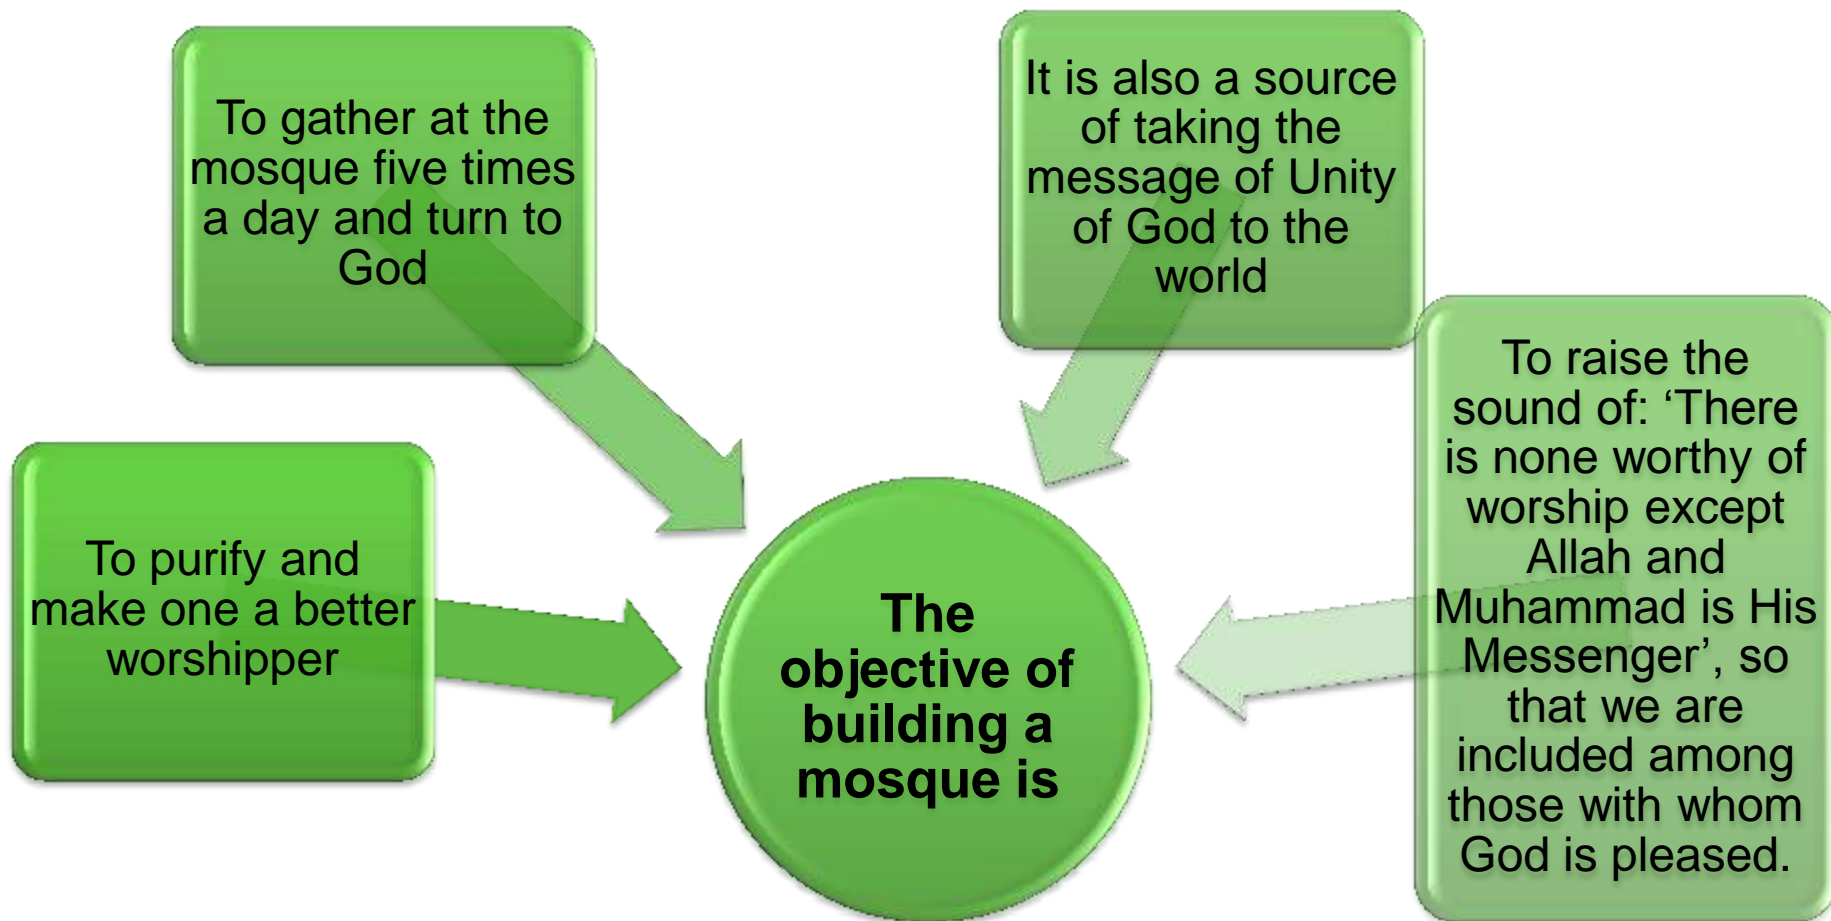 To gather at the
mosque five times
a day and turn to
God
It is also a source
of taking the
message of Unity
of God to the
world
To raise the
sound of: ‘There
is none worthy of
worship except
Allah and
Muhammad is His
Messenger’, so
that we are
included among
those with whom
God is pleased.
To purify and
make one a better
worshipper
The
objective of
building a
mosque is